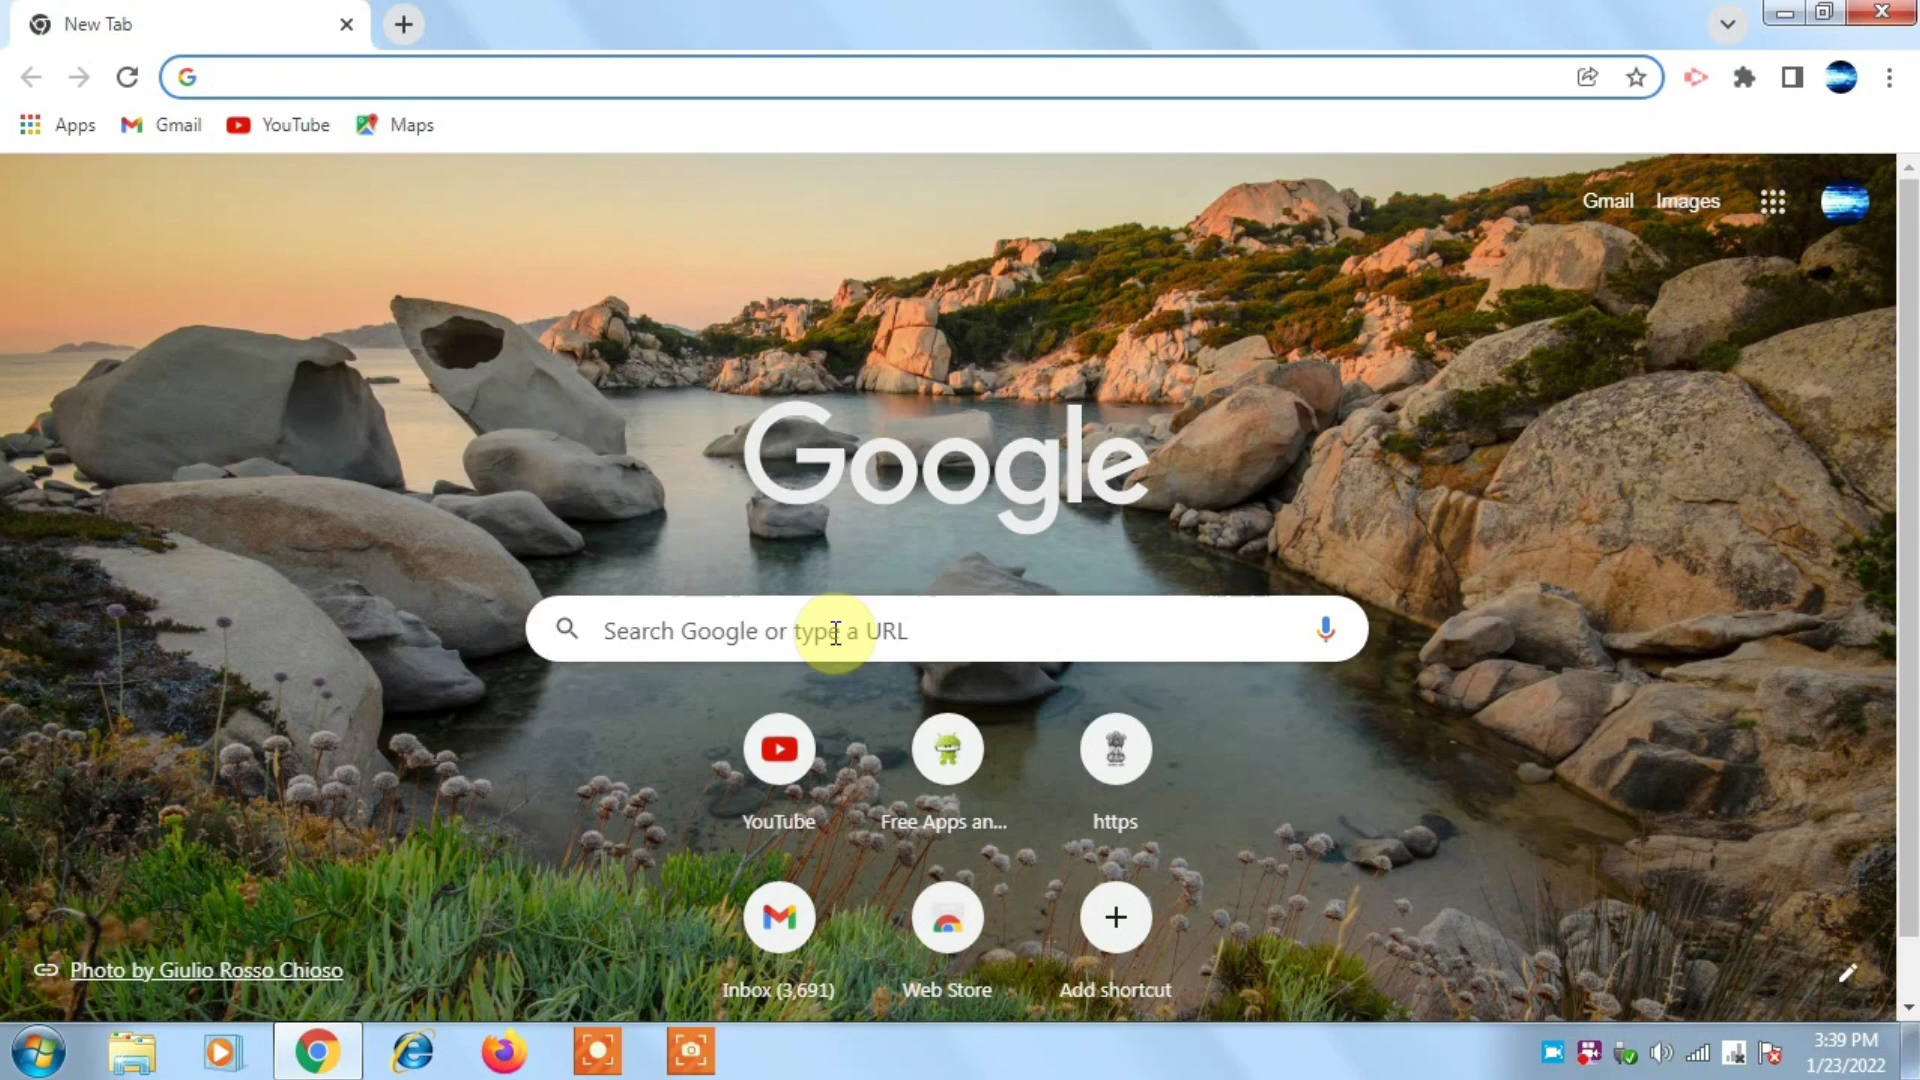 New Tab
Apps
Gmail
YouTube
Maps
Gmail
Images
Google
Search Google or type a URL
YouTube
Free Apps an...
https
Inbox (3,691)
Web Store
Add shortcut
Photo by Giulio Rosso Chioso
3:39 PM
1/23/2022